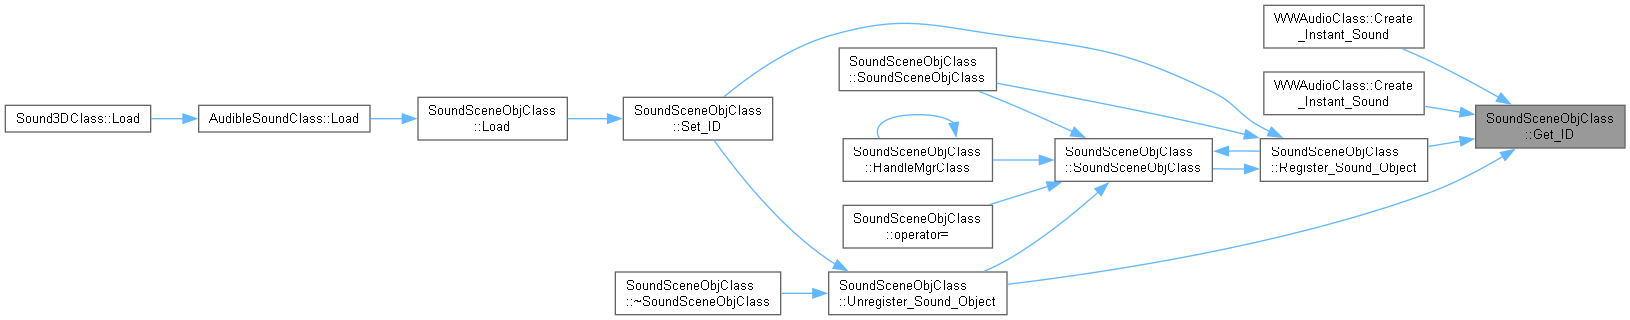 WWAudioClass::Create
_Instant_Sound
SoundSceneObjClass
::SoundSceneObjClass
WWAudioClass::Create
_Instant_Sound
Sound3DClass::Load
AudibleSoundClass::Load
SoundSceneObjClass
::Load
SoundSceneObjClass
::Set_ID
SoundSceneObjClass
::Get_ID
SoundSceneObjClass
::HandleMgrClass
SoundSceneObjClass
::SoundSceneObjClass
SoundSceneObjClass
::Register_Sound_Object
SoundSceneObjClass
::operator=
SoundSceneObjClass
::~SoundSceneObjClass
SoundSceneObjClass
::Unregister_Sound_Object